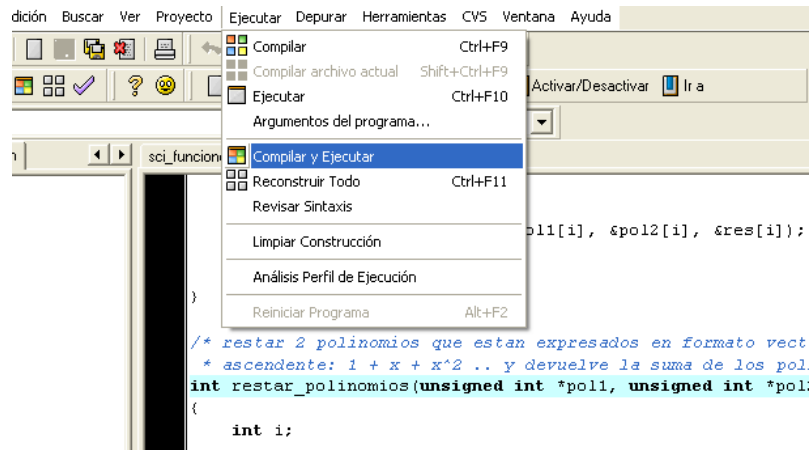 dición Buscar Ver Proyecto Ejecutar Depurar Herramientas CVS Ventana Ayuda
Compilar Ctrl+F9
Compilar archivo actual Shift+Ctrl+F9
Ejecutar Ctrl+F10
Activar/Desactivar Ir a
Argumentos del programa...
sci_funcion
Compilar y Ejecutar
Reconstruir Todo Ctrl+F11
Revisar Sintaxis
ol1[i], &pol2[i], &res[i]);
Limpiar Construcción
Análisis Perfil de Ejecución
}
Reiniciar Programa Alt+F2
/* restar 2 polinomios que estan expresados en formato vect
* ascendente: 1 + x + x^2 .. y devuelve la suma de los pol
int restar_polinomios(unsigned int *pol1, unsigned int *pol2
{
int i;